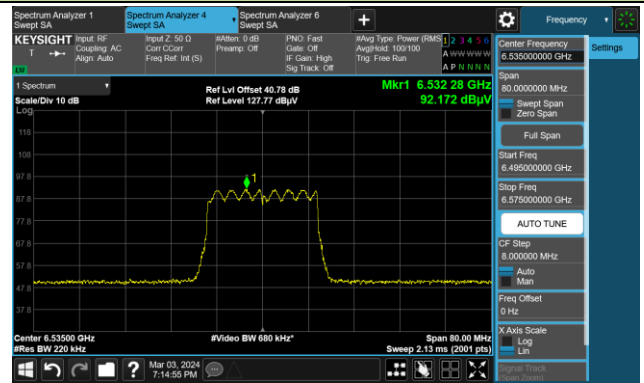 Spectrum Analyzer 1
Swept SA
Spectrum Analyzer 4
Swept SA
Spectrum Analyzer 6
Swept SA
Frequency
KEYSIGHT
T
Input: RF
Coupling: AC
Align: Auto
Input Z: 50 Ω
Corr CCorr
Freq Ref: Int (S)
#Atten: 0 dB
Preamp: Off
PNO: Fast
Gate: Off
IF Gain: High
Sig Track: Off
#Avg Type: Power (RMS
Avg|Hold: 100/100
Trig: Free Run
1 2 3 4 5 6
A W W W W W
A P N N N N
1 Spectrum
Scale/Div 10 dB
Log
Ref Lvl Offset 40.78 dB
Ref Level 127.77 dBµV
Mkr1 6.532 28 GHz
92.172 dBµV
118
108
97.8
87.8
77.8
67.8
57.8
47.8
37.8
1
Center 6.53500 GHz
#Res BW 220 kHz
#Video BW 680 kHz*
Span 80.00 MHz
Sweep 2.13 ms (2001 pts)
Center Frequency
6.535000000 GHz
Settings
Span
80.0000000 MHz
Swept Span
Zero Span
Full Span
Start Freq
6.495000000 GHz
Stop Freq
6.575000000 GHz
AUTO TUNE
CF Step
8.000000 MHz
Auto
Man
Freq Offset
0 Hz
X Axis Scale
Log
Lin
Signal Track
(Span Zoom)
?
Mar 03, 2024
7:14:55 PM